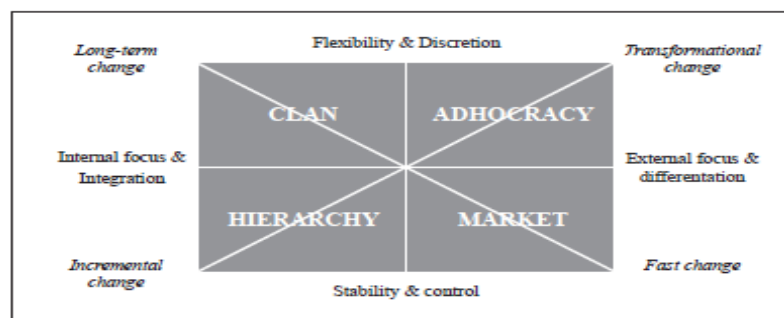 Long-term
change
Flexibility & Discretion
Transformational
change
CLAN
ADHOCRACY
Internal focus &
Integration
External focus &
differentation
HIERARCHY
MARKET
Incremental
change
Stability & control
Fast change